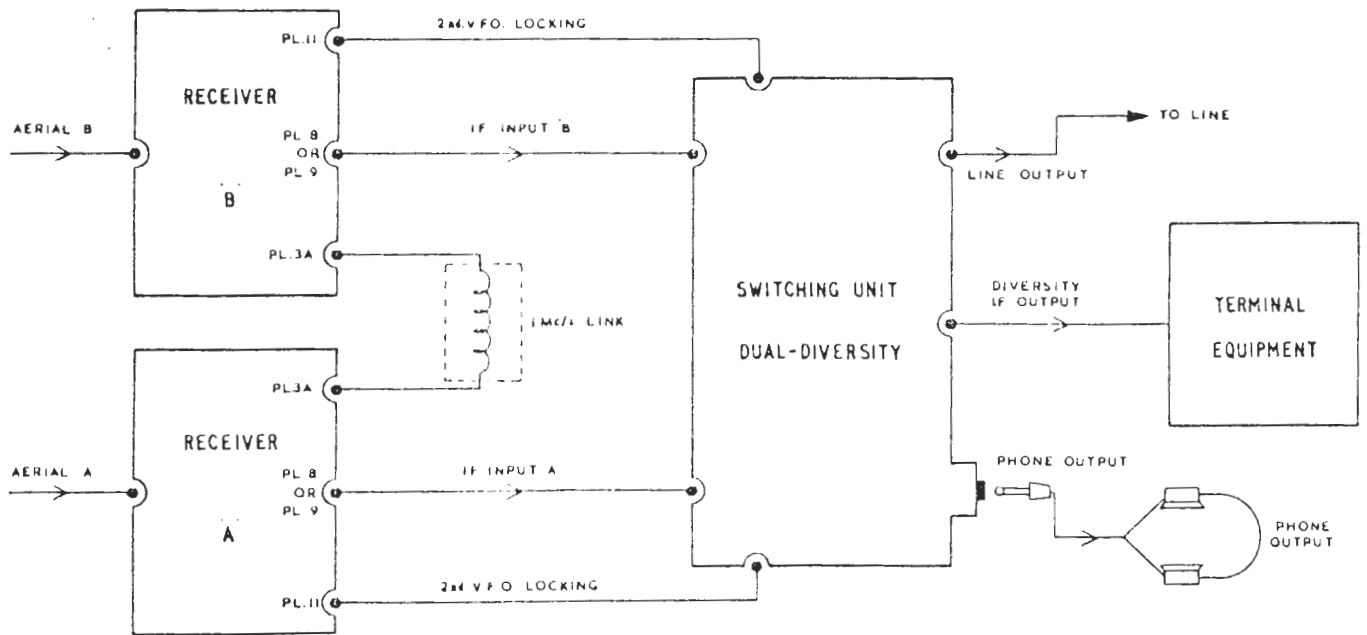 PL.11
2nd. V.F.O. LOCKING
RECEIVER
AERIAL B
PL 8
OR
PL 9
IF INPUT B
TO LINE
LINE OUTPUT
B
PL.3A
1Mc/s LINK
SWITCHING UNIT
DUAL-DIVERSITY
DIVERSITY
IF OUTPUT
TERMINAL
EQUIPMENT
PL.3A
RECEIVER
AERIAL A
PL 8
OR
PL 9
IF INPUT A
PHONE OUTPUT
A
PHONE
OUTPUT
PL.11
2nd. V.F.O. LOCKING